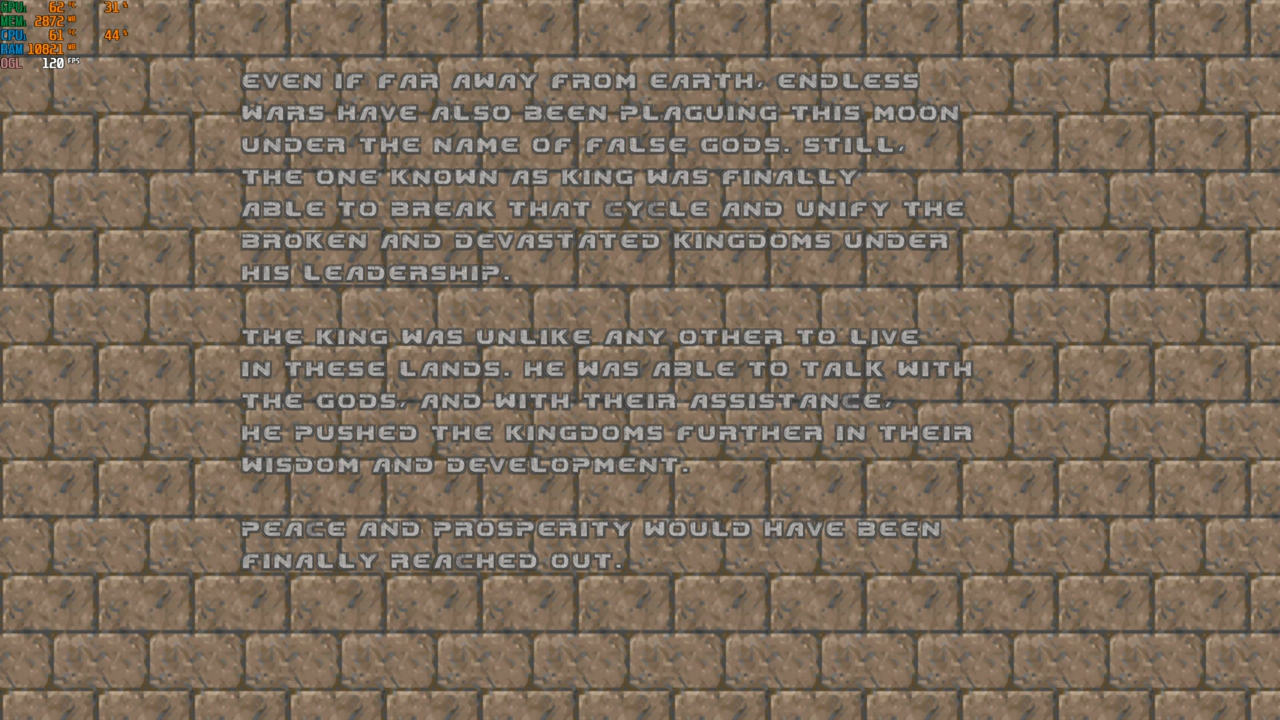 GPU: 62 °C 31 %
MEM: 2872 MB
CPU: 61 °C 44 %
RAM 10821 MB
OGL 120 FPS
EVEN IF FAR AWAY FROM EARTH, ENDLESS
WARS HAVE ALSO BEEN PLAGUING THIS MOON
UNDER THE NAME OF FALSE GODS. STILL,
THE ONE KNOWN AS KING WAS FINALLY
ABLE TO BREAK THAT CYCLE AND UNIFY THE
BROKEN AND DEVASTATED KINGDOMS UNDER
HIS LEADERSHIP.
THE KING WAS UNLIKE ANY OTHER TO LIVE
IN THESE LANDS. HE WAS ABLE TO TALK WITH
THE GODS, AND WITH THEIR ASSISTANCE,
HE PUSHED THE KINGDOMS FURTHER IN THEIR
WISDOM AND DEVELOPMENT.
PEACE AND PROSPERITY WOULD HAVE BEEN
FINALLY REACHED OUT.